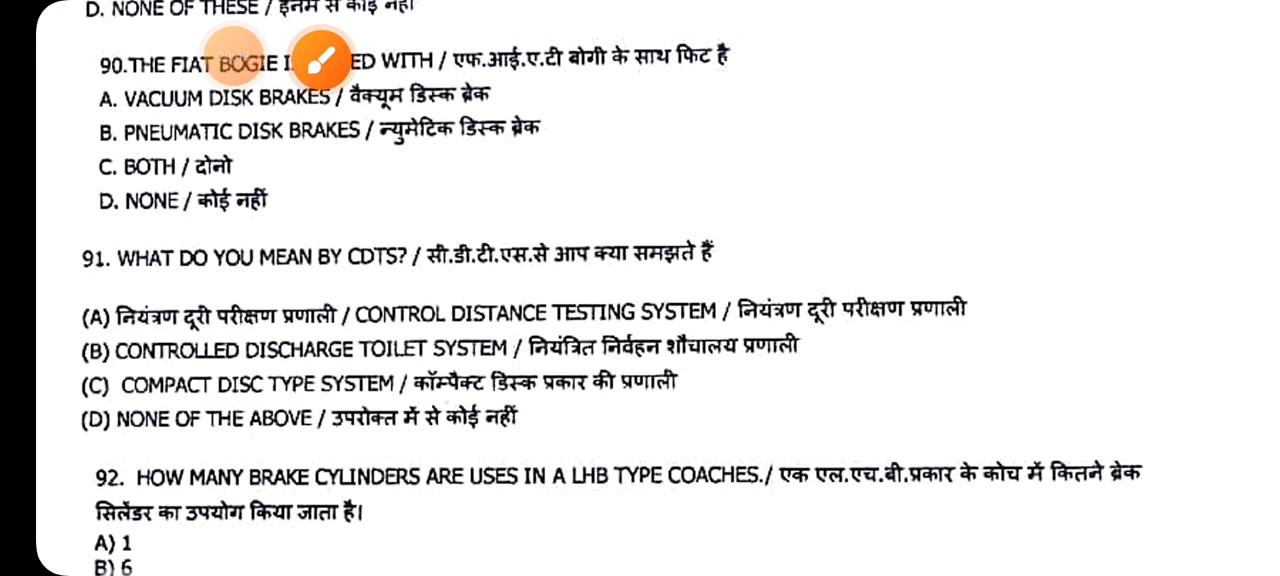 D. NONE OF THESE / इनमें से कोई नहीं
90.THE FIAT BOGIE I ED WITH / एफ.आई.ए.टी बोगी के साथ फिट है
A. VACUUM DISK BRAKES / वैक्यूम डिस्क ब्रेक
B. PNEUMATIC DISK BRAKES / न्युमेटिक डिस्क ब्रेक
C. BOTH / दोनो
D. NONE / कोई नहीं
91. WHAT DO YOU MEAN BY CDTS? / सी.डी.टी.एस.से आप क्या समझते हैं
(A) नियंत्रण दूरी परीक्षण प्रणाली / CONTROL DISTANCE TESTING SYSTEM / नियंत्रण दूरी परीक्षण प्रणाली
(B) CONTROLLED DISCHARGE TOILET SYSTEM / नियंत्रित निर्वहन शौचालय प्रणाली
(C) COMPACT DISC TYPE SYSTEM / कॉम्पैक्ट डिस्क प्रकार की प्रणाली
(D) NONE OF THE ABOVE / उपरोक्त में से कोई नहीं
92. HOW MANY BRAKE CYLINDERS ARE USES IN A LHB TYPE COACHES./ एक एल.एच.बी.प्रकार के कोच में कितने ब्रेक
सिलेंडर का उपयोग किया जाता है।
A) 1
B) 6